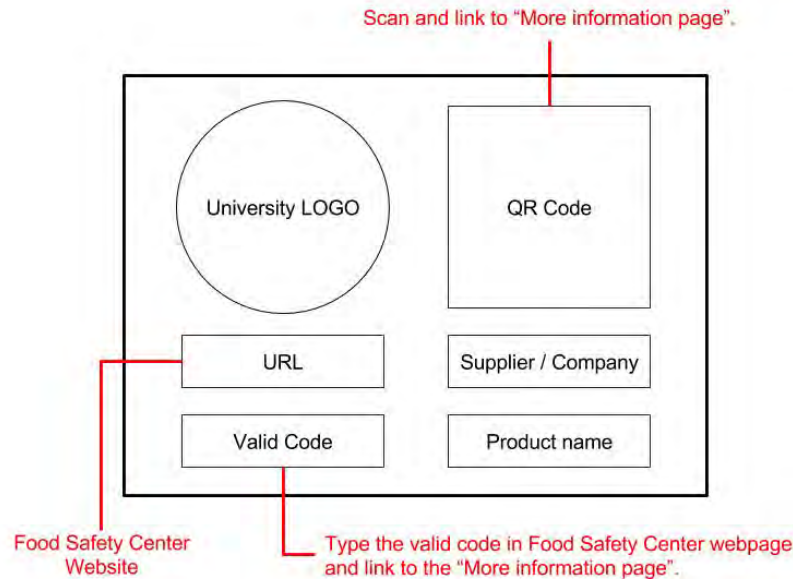 Scan and link to “More information page”.
University LOGO
QR Code
URL
Supplier / Company
Valid Code
Product name
Food Safety Center
Website
Type the valid code in Food Safety Center webpage
and link to the “More information page”.